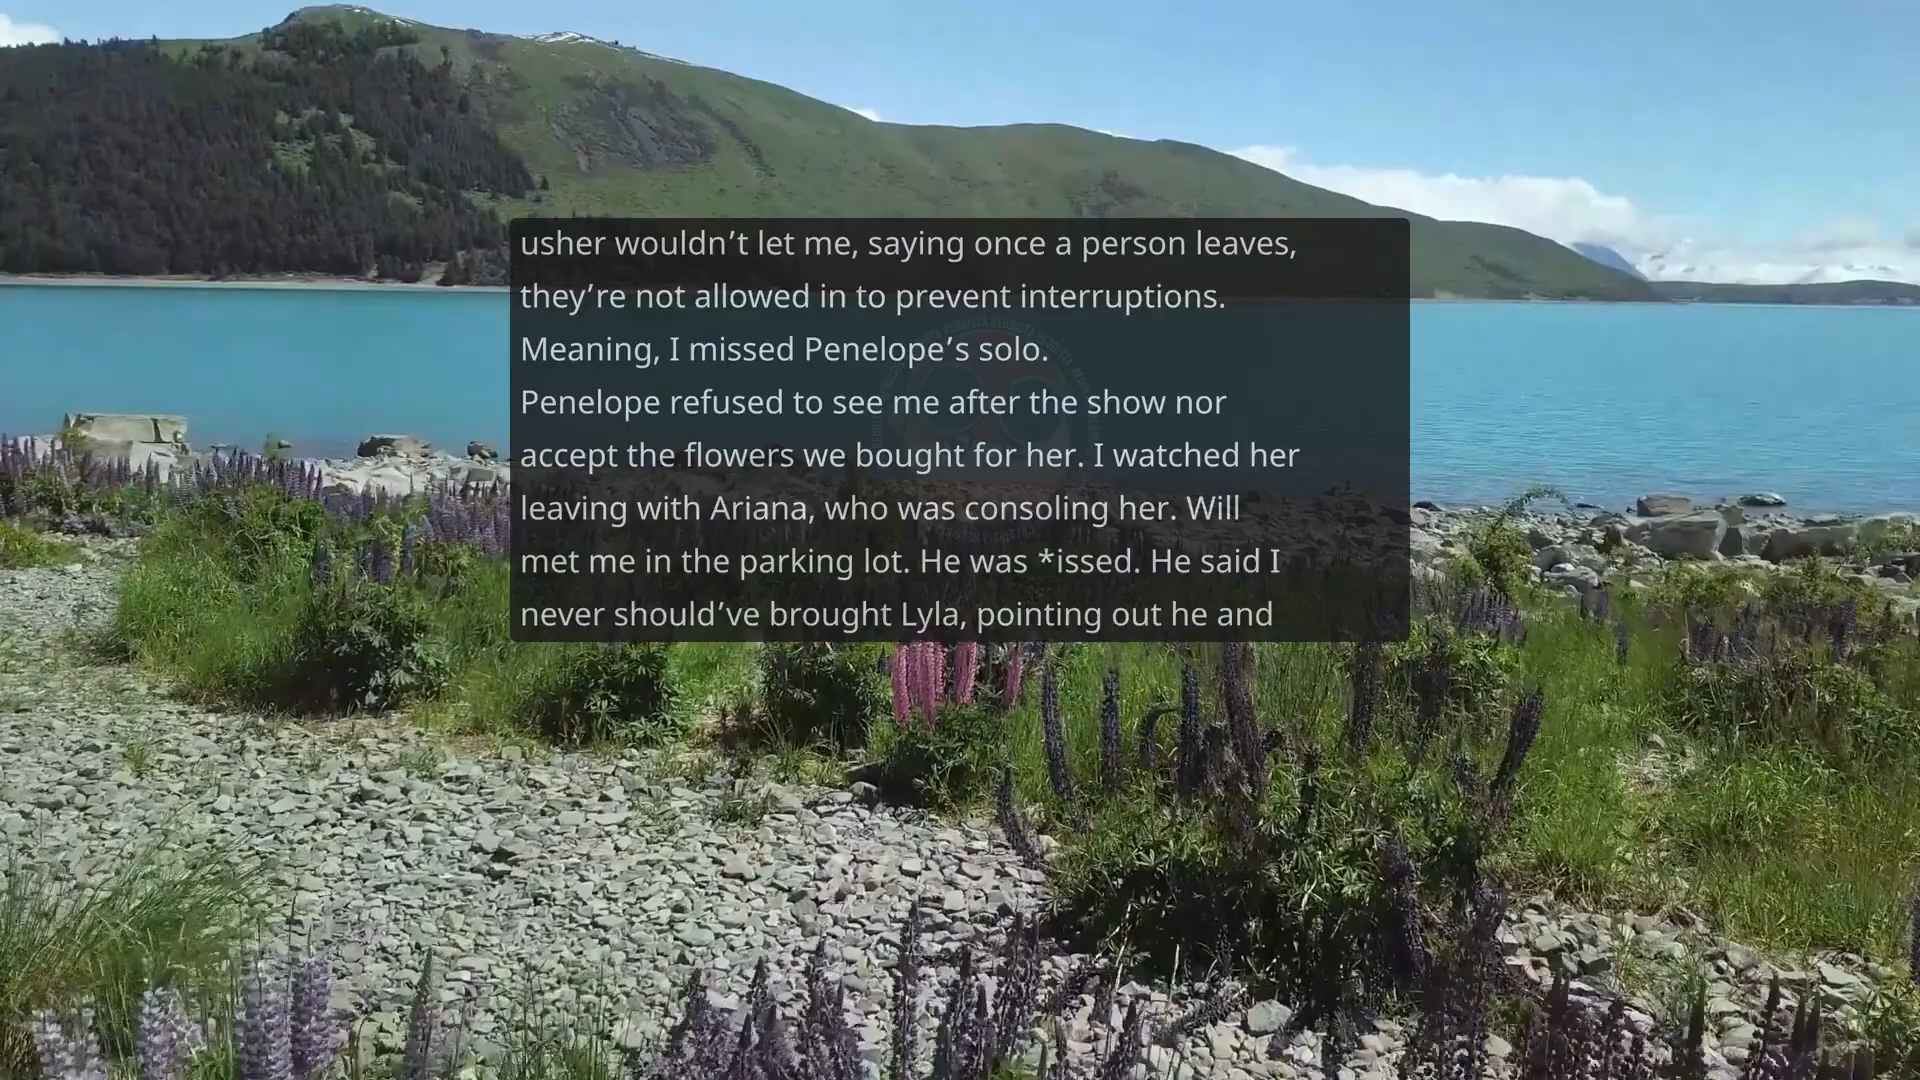 usher wouldn’t let me, saying once a person leaves,
they’re not allowed in to prevent interruptions.
Meaning, I missed Penelope’s solo.
Penelope refused to see me after the show nor
accept the flowers we bought for her. I watched her
leaving with Ariana, who was consoling her. Will
met me in the parking lot. He was *issed. He said I
never should’ve brought Lyla, pointing out he and